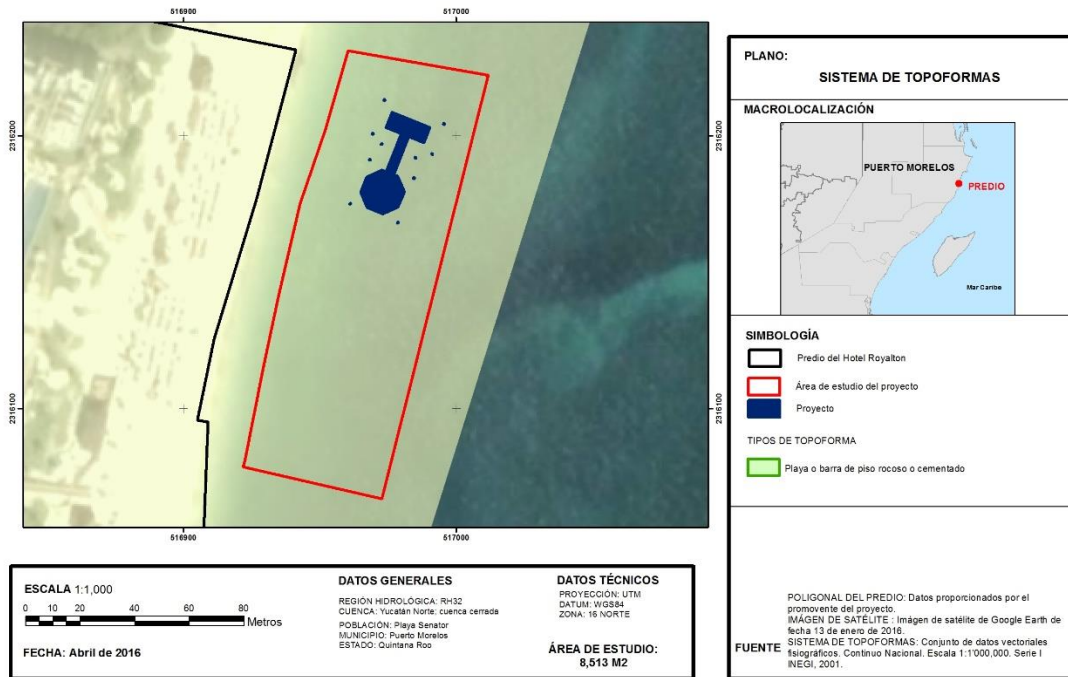 516900
517000
2316200
2316200
2316100
2316100
516900
517000
PLANO:
SISTEMA DE TOPOFORMAS
MACROLOCALIZACIÓN
PUERTO MORELOS
PREDIO
Mar Caribe
SIMBOLOGÍA
Predio del Hotel Royalton
Área de estudio del proyecto
Proyecto
TIPOS DE TOPOFORMA
Playa o barra de piso rocoso o cementado
ESCALA 1:1,000
0 5 10 20 40 60 80
Metros
FECHA: Abril de 2016
DATOS GENERALES
REGIÓN HIDROLÓGICA: RH32
CUENCA: Yucatán Norte; cuenca cerrada
POBLACIÓN: Playa Senator
MUNICIPIO: Puerto Morelos
ESTADO: Quintana Roo
DATOS TÉCNICOS
PROYECCIÓN: UTM
DATUM: WGS84
ZONA: 16 NORTE
ÁREA DE ESTUDIO:
8,513 M2
FUENTE
POLIGONAL DEL PREDIO: Datos proporcionados por el
promovente del proyecto.
IMÁGEN DE SATÉLITE : Imágen de satélite de Google Earth de
fecha 13 de enero de 2016.
SISTEMA DE TOPOFORMAS: Conjunto de datos vectoriales
fisiográficos. Continuo Nacional. Escala 1:1'000,000. Serie I
INEGI, 2001.